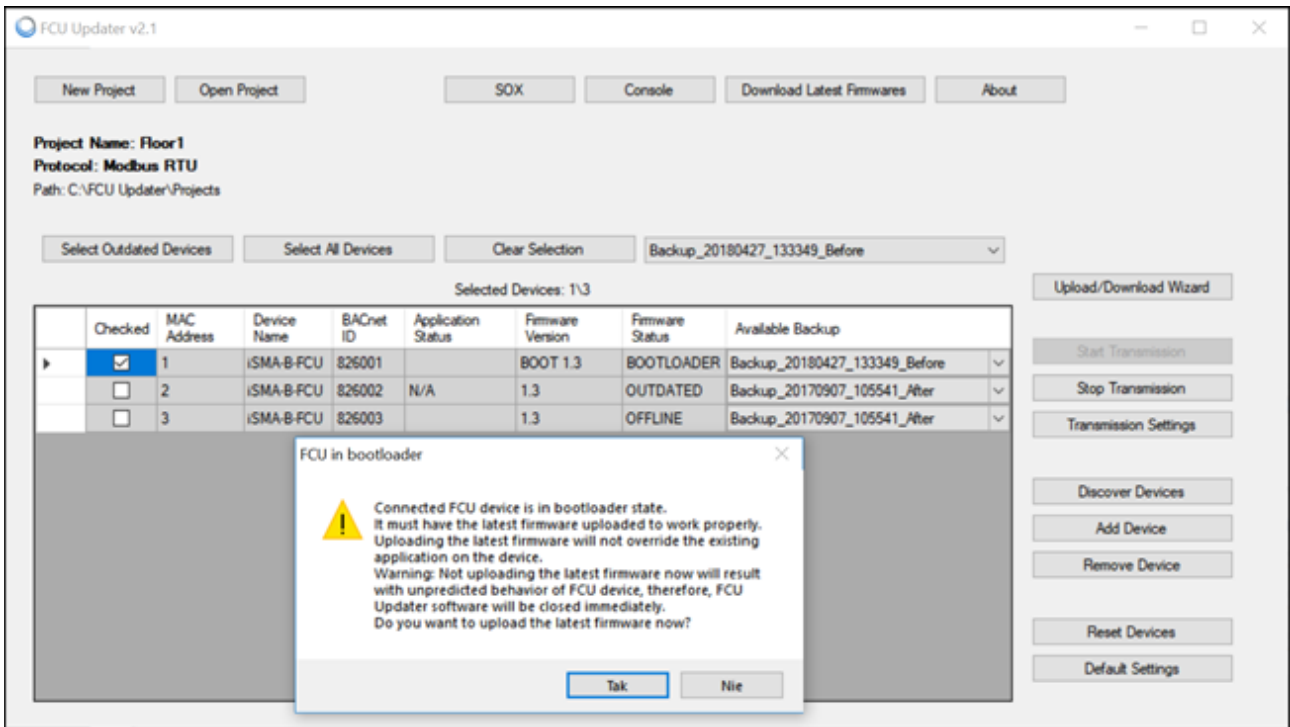 FCU Updater v2.1
New Project Open Project SOX Console Download Latest Firmwares About
Project Name: Floor1
Protocol: Modbus RTU
Path: C:\FCU Updater\Projects
Select Outdated Devices Select All Devices Clear Selection Backup_20180427_133349_Before
Selected Devices: 1\3
Upload/Download Wizard
Checked MAC Address Device Name BACnet ID Application Status Firmware Version Firmware Status Available Backup
1 iSMA-B-FCU 826001 BOOT 1.3 BOOTLOADER Backup_20180427_133349_Before
2 iSMA-B-FCU 826002 N/A 1.3 OUTDATED Backup_20170907_105541_After
3 iSMA-B-FCU 826003 1.3 OFFLINE Backup_20170907_105541_After
Start Transmission
Stop Transmission
Transmission Settings
Discover Devices
Add Device
Remove Device
Reset Devices
Default Settings
FCU in bootloader
Connected FCU device is in bootloader state.
It must have the latest firmware uploaded to work properly.
Uploading the latest firmware will not override the existing
application on the device.
Warning: Not uploading the latest firmware now will result
with unpredicted behavior of FCU device, therefore, FCU
Updater software will be closed immediately.
Do you want to upload the latest firmware now?
Tak Nie